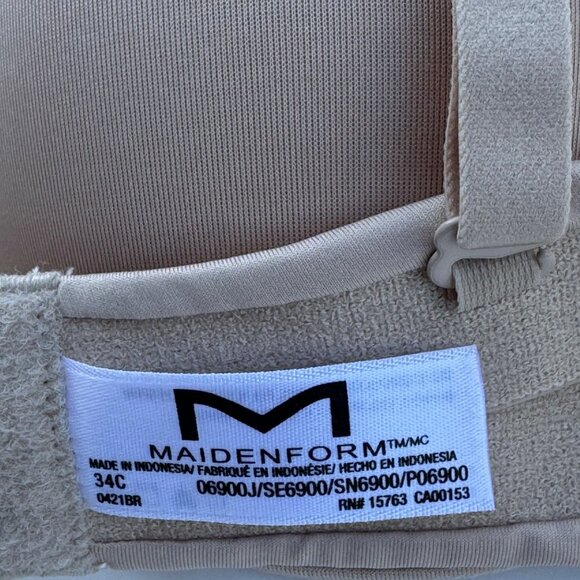 M
MAIDENFORM™/MC
MADE IN INDONESIA/ FABRIQUÉ EN INDONÉSIE/ HECHO EN INDONESIA
34C 06900J/SE6900/SN6900/P06900
0421BR RN# 15763 CA00153